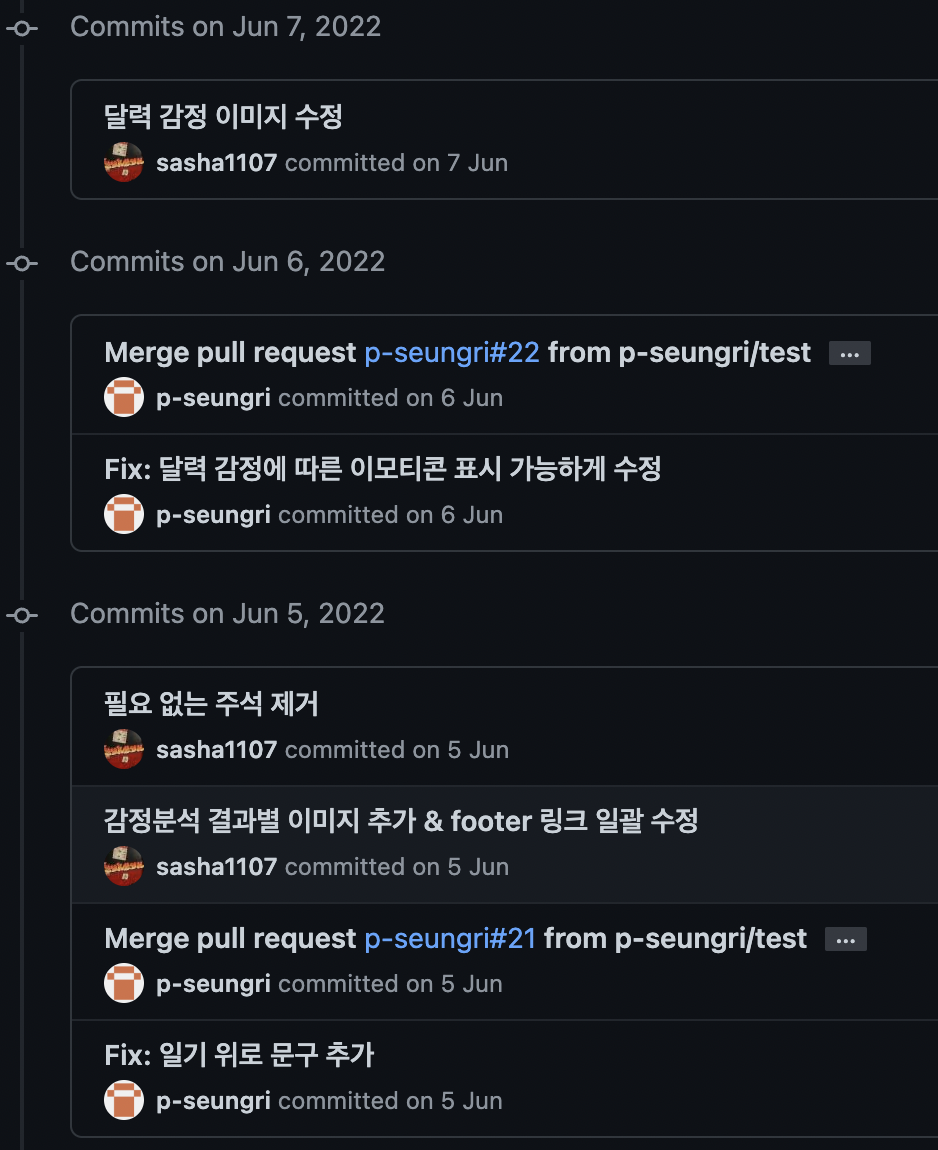 Commits on Jun 7, 2022
달력 감정 이미지 수정
sasha1107 committed on 7 Jun
Commits on Jun 6, 2022
Merge pull request p-seungri#22 from p-seungri/test ...
p-seungri committed on 6 Jun
Fix: 달력 감정에 따른 이모티콘 표시 가능하게 수정
p-seungri committed on 6 Jun
Commits on Jun 5, 2022
필요 없는 주석 제거
sasha1107 committed on 5 Jun
감정분석 결과별 이미지 추가 & footer 링크 일괄 수정
sasha1107 committed on 5 Jun
Merge pull request p-seungri#21 from p-seungri/test ...
p-seungri committed on 5 Jun
Fix: 일기 위로 문구 추가
p-seungri committed on 5 Jun